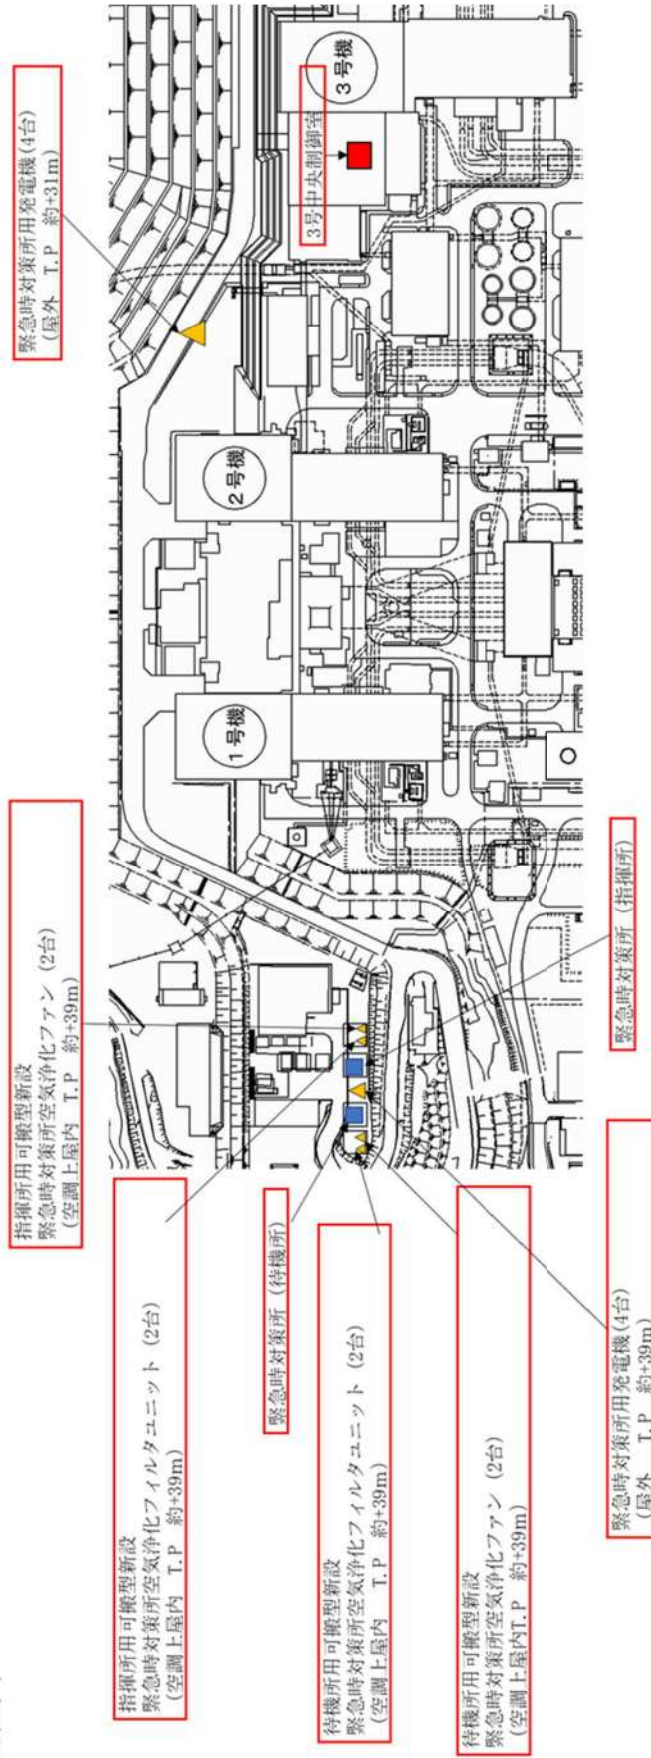 指揮所用可搬型新設
緊急時対策所空気浄化ファン (2台)
(空調上屋内 T.P 約+39m)
緊急時対策所用発電機(4台)
(屋外 T.P 約+31m)
指揮所用可搬型新設
緊急時対策所空気浄化フィルタユニット (2台)
(空調上屋内 T.P 約+39m)
緊急時対策所 (待機所)
待機所用可搬型新設
緊急時対策所空気浄化フィルタユニット (2台)
(空調上屋内 T.P 約+39m)
待機所用可搬型新設
緊急時対策所空気浄化ファン (2台)
(空調上屋内T.P 約+39m)
緊急時対策所用発電機(4台)
(屋外 T.P 約+39m)
緊急時対策所 (指揮所)
1号機
2号機
3号機
3号中央制御室